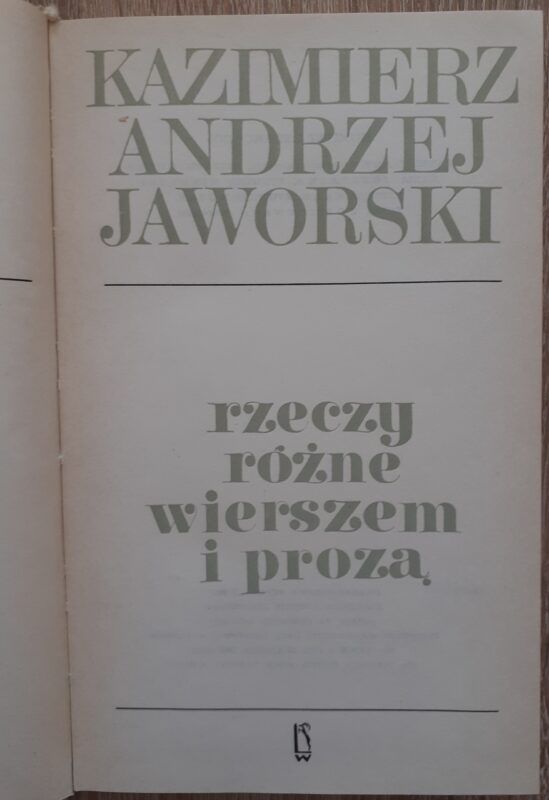 KAZIMIERZ
ANDRZEJ
JAWORSKI
rzeczy
różne
wierszem
i prozą
L
W